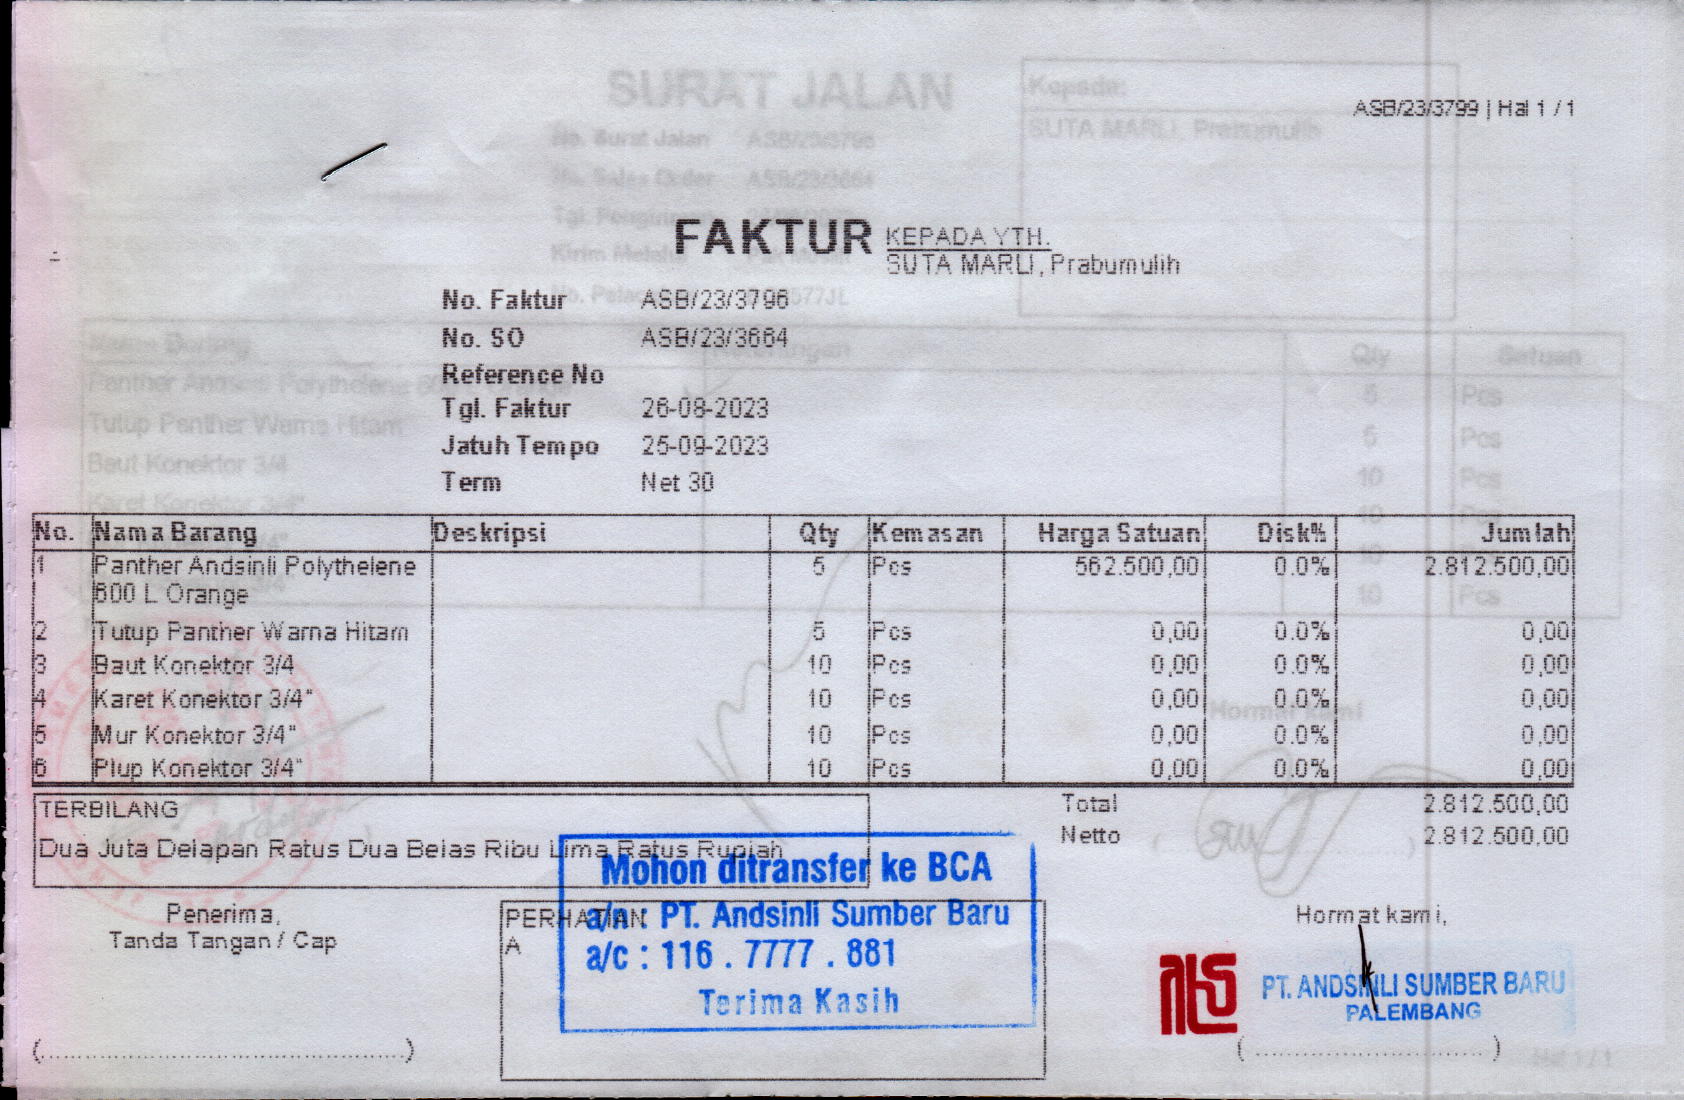 ASB/23/3799 | Hal 1 / 1
SURAT JALAN
Kepada:
SUTA MARLI, Prabumulih
FAKTUR
KEPADA YTH.
SUTA MARLI, Prabumulih
No. Faktur ASB/23/3796
No. SO ASB/23/3664
Reference No
Tgl. Faktur 26-08-2023
Jatuh Tempo 25-09-2023
Term Net 30
No. Nama Barang Deskripsi Qty Kemasan Harga Satuan Disk% Jumlah
1 Panther Andsinli Polythelene 5 Pcs 562.500,00 0.0% 2.812.500,00
600 L Orange
2 Tutup Panther Warna Hitam 5 Pcs 0,00 0.0% 0,00
3 Baut Konektor 3/4 10 Pcs 0,00 0.0% 0,00
4 Karet Konektor 3/4" 10 Pcs 0,00 0.0% 0,00
5 Mur Konektor 3/4" 10 Pcs 0,00 0.0% 0,00
6 Plup Konektor 3/4" 10 Pcs 0,00 0.0% 0,00
TERBILANG
Dua Juta Delapan Ratus Dua Belas Ribu Lima Ratus Rupiah
Total 2.812.500,00
Netto 2.812.500,00
Penerima,
Tanda Tangan / Cap
PERHATIAN
A
Mohon ditransfer ke BCA
a/n : PT. Andsinli Sumber Baru
a/c : 116 . 7777 . 881
Terima Kasih
Hormat kami,
PT. ANDSINLI SUMBER BARU
PALEMBANG